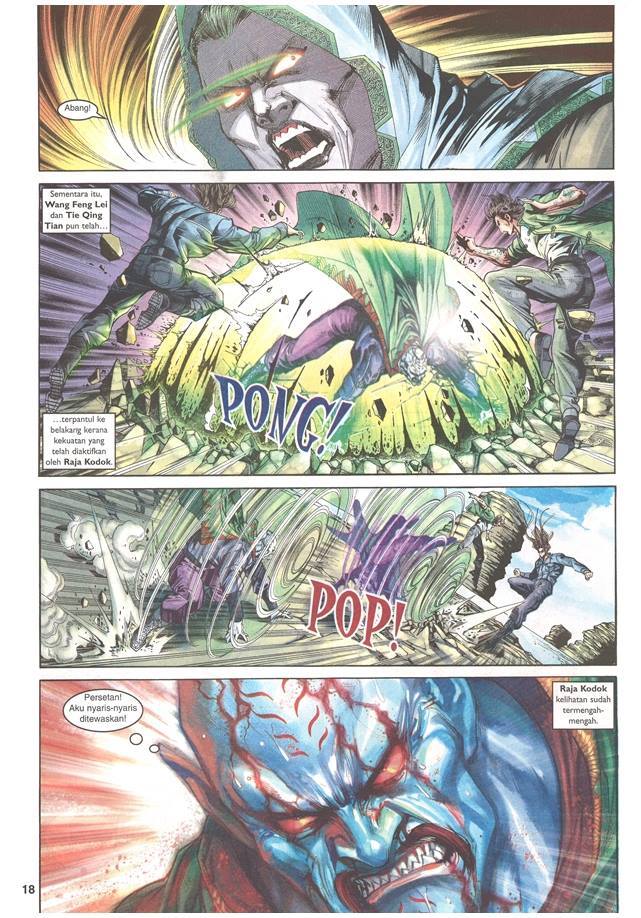 Abang!
Sementara itu,
Wang Feng Lei
dan Tie Qing
Tian pun telah...
PONG!
...terpantul ke
belakang kerana
kekuatan yang
telah diaktifkan
oleh Raja Kodok.
POP!
Persetan!
Aku nyaris-nyaris
ditewaskan!
Raja Kodok
kelihatan sudah
termengah-
mengah.
18